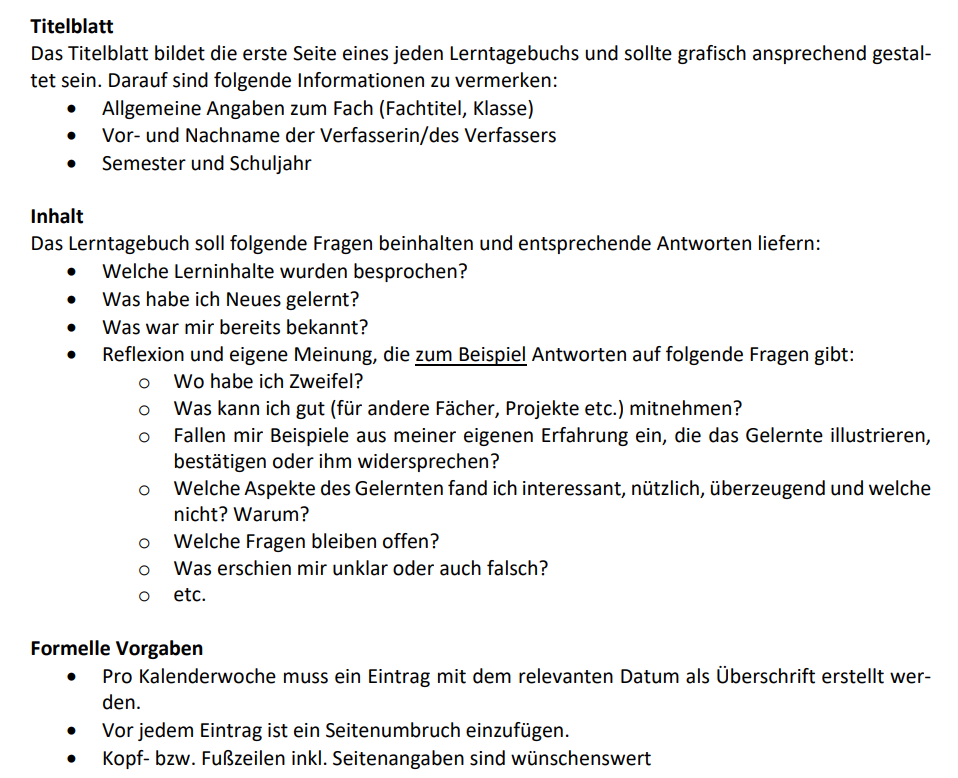 Titelblatt
Das Titelblatt bildet die erste Seite eines jeden Lerntagebuchs und sollte grafisch ansprechend gestal-
tet sein. Darauf sind folgende Informationen zu vermerken:
• Allgemeine Angaben zum Fach (Fachtitel, Klasse)
• Vor- und Nachname der Verfasserin/des Verfassers
• Semester und Schuljahr
Inhalt
Das Lerntagebuch soll folgende Fragen beinhalten und entsprechende Antworten liefern:
• Welche Lerninhalte wurden besprochen?
• Was habe ich Neues gelernt?
• Was war mir bereits bekannt?
• Reflexion und eigene Meinung, die zum Beispiel Antworten auf folgende Fragen gibt:
o Wo habe ich Zweifel?
o Was kann ich gut (für andere Fächer, Projekte etc.) mitnehmen?
o Fallen mir Beispiele aus meiner eigenen Erfahrung ein, die das Gelernte illustrieren,
bestätigen oder ihm widersprechen?
o Welche Aspekte des Gelernten fand ich interessant, nützlich, überzeugend und welche
nicht? Warum?
o Welche Fragen bleiben offen?
o Was erschien mir unklar oder auch falsch?
o etc.
Formelle Vorgaben
• Pro Kalenderwoche muss ein Eintrag mit dem relevanten Datum als Überschrift erstellt wer-
den.
• Vor jedem Eintrag ist ein Seitenumbruch einzufügen.
• Kopf- bzw. Fußzeilen inkl. Seitenangaben sind wünschenswert